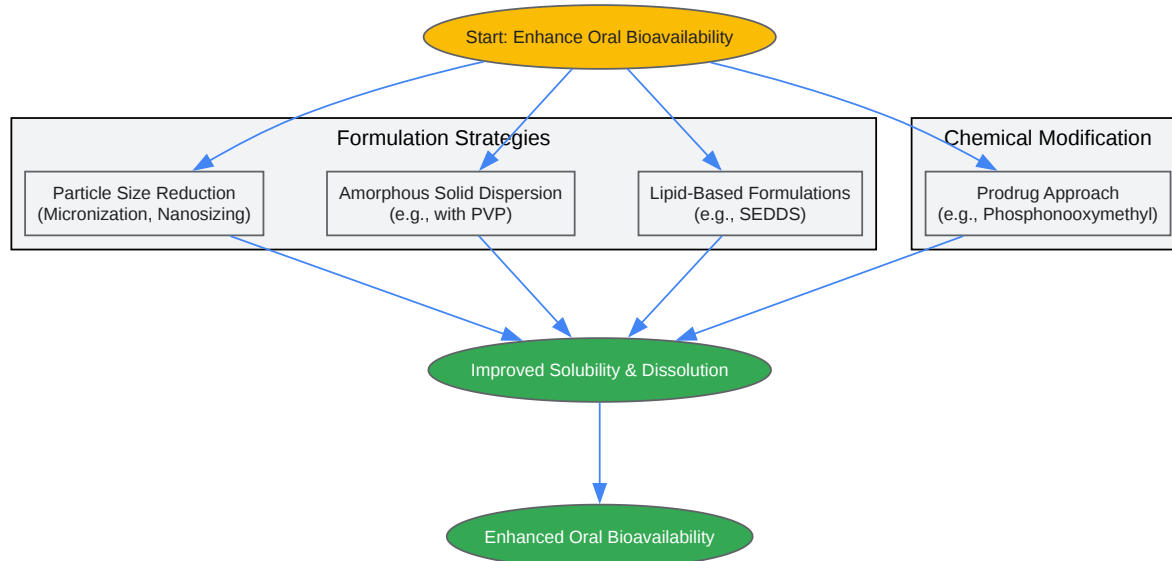 Start: Enhance Oral Bioavailability
Formulation Strategies
Chemical Modification
Particle Size Reduction
(Micronization, Nanosizing)
Amorphous Solid Dispersion
(e.g., with PVP)
Lipid-Based Formulations
(e.g., SEDDS)
Prodrug Approach
(e.g., Phosphonooxymethyl)
Improved Solubility & Dissolution
Enhanced Oral Bioavailability